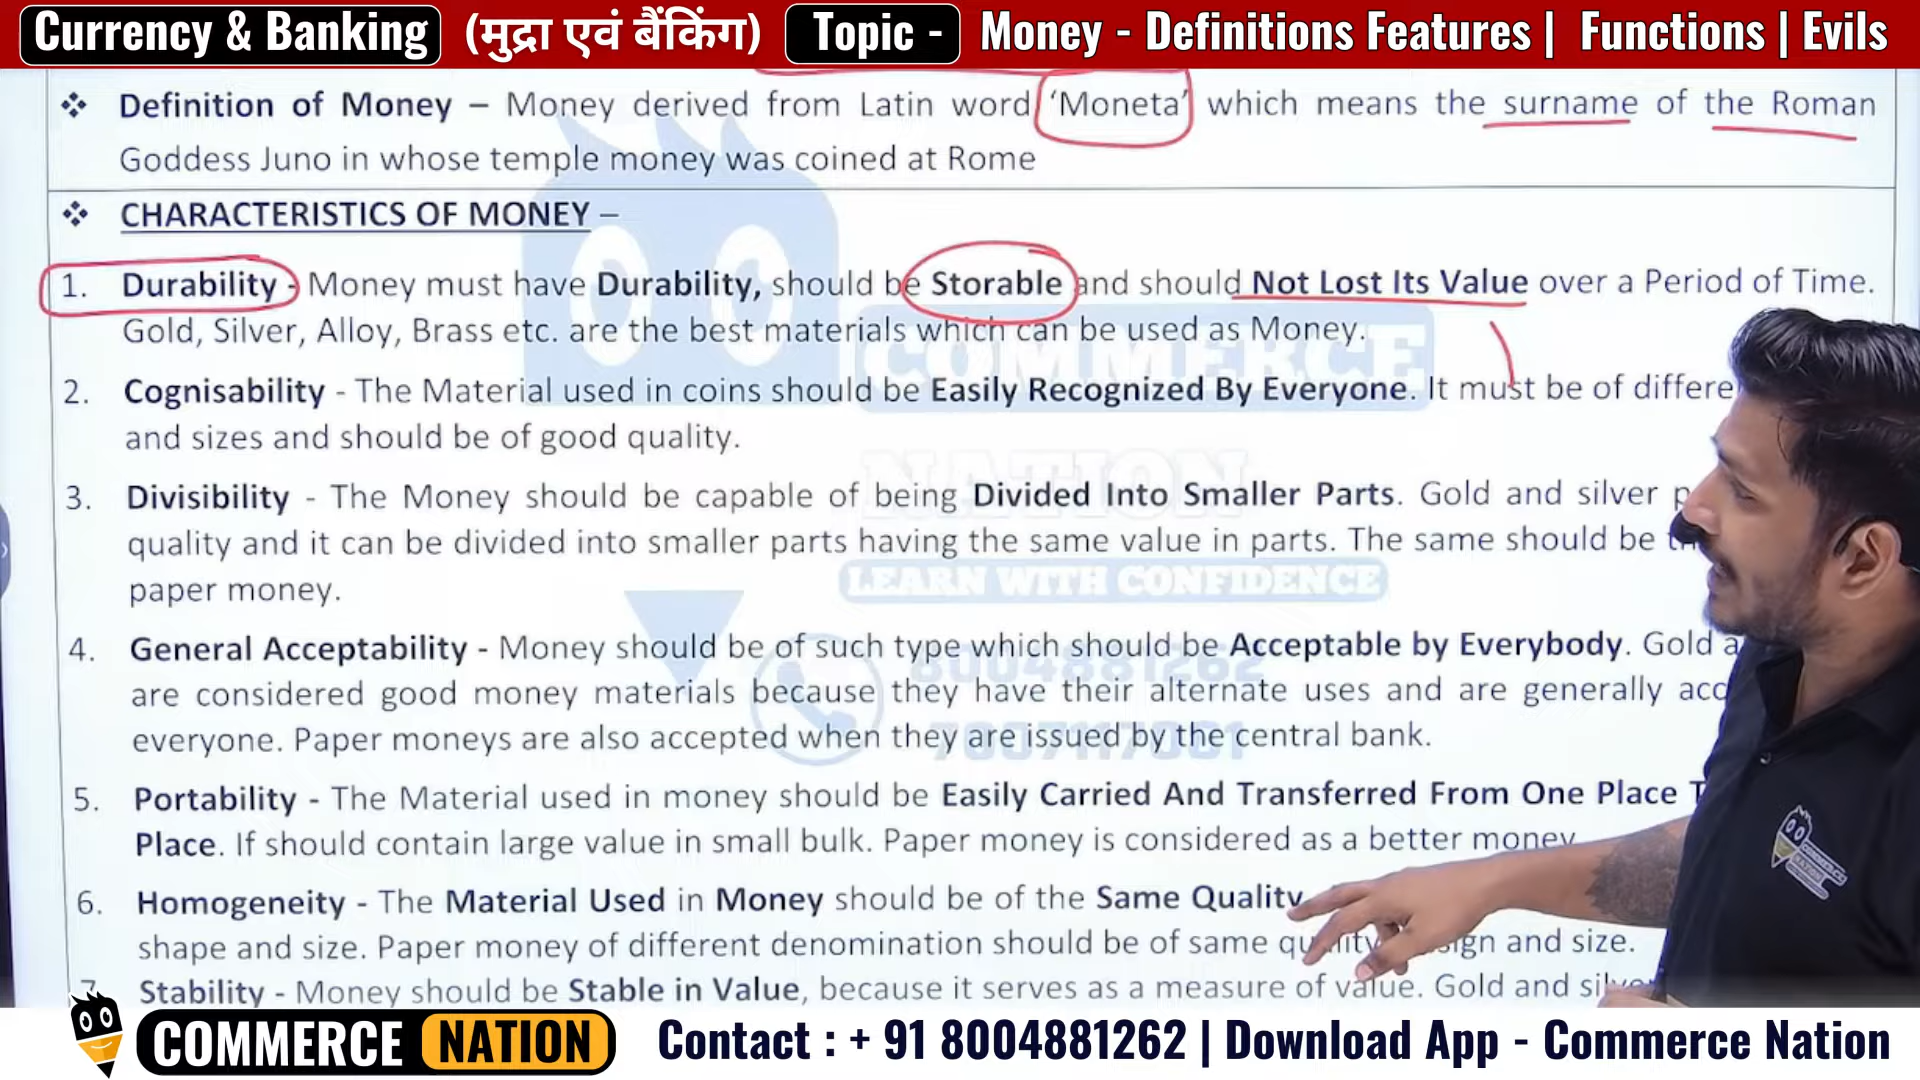 Currency & Banking (मुद्रा एवं बैंकिंग) Topic - Money - Definitions Features | Functions | Evils
❖ Definition of Money – Money derived from Latin word ‘Moneta’ which means the surname of the Roman
Goddess Juno in whose temple money was coined at Rome
❖ CHARACTERISTICS OF MONEY –
1. Durability - Money must have Durability, should be Storable and should Not Lost Its Value over a Period of Time.
Gold, Silver, Alloy, Brass etc. are the best materials which can be used as Money.
2. Cognisability - The Material used in coins should be Easily Recognized By Everyone. It must be of differe
and sizes and should be of good quality.
3. Divisibility - The Money should be capable of being Divided Into Smaller Parts. Gold and silver p
quality and it can be divided into smaller parts having the same value in parts. The same should be
paper money.
4. General Acceptability - Money should be of such type which should be Acceptable by Everybody. Gold a
are considered good money materials because they have their alternate uses and are generally acc
everyone. Paper moneys are also accepted when they are issued by the central bank.
5. Portability - The Material used in money should be Easily Carried And Transferred From One Place T
Place. If should contain large value in small bulk. Paper money is considered as a better money
6. Homogeneity - The Material Used in Money should be of the Same Quality
shape and size. Paper money of different denomination should be of same and size.
7. Stability - Money should be Stable in Value, because it serves as a measure of value. Gold and
COMMERCE
NATION
LEARN WITH CONFIDENCE
8004881262
COMMERCE NATION Contact : + 91 8004881262 | Download App - Commerce Nation